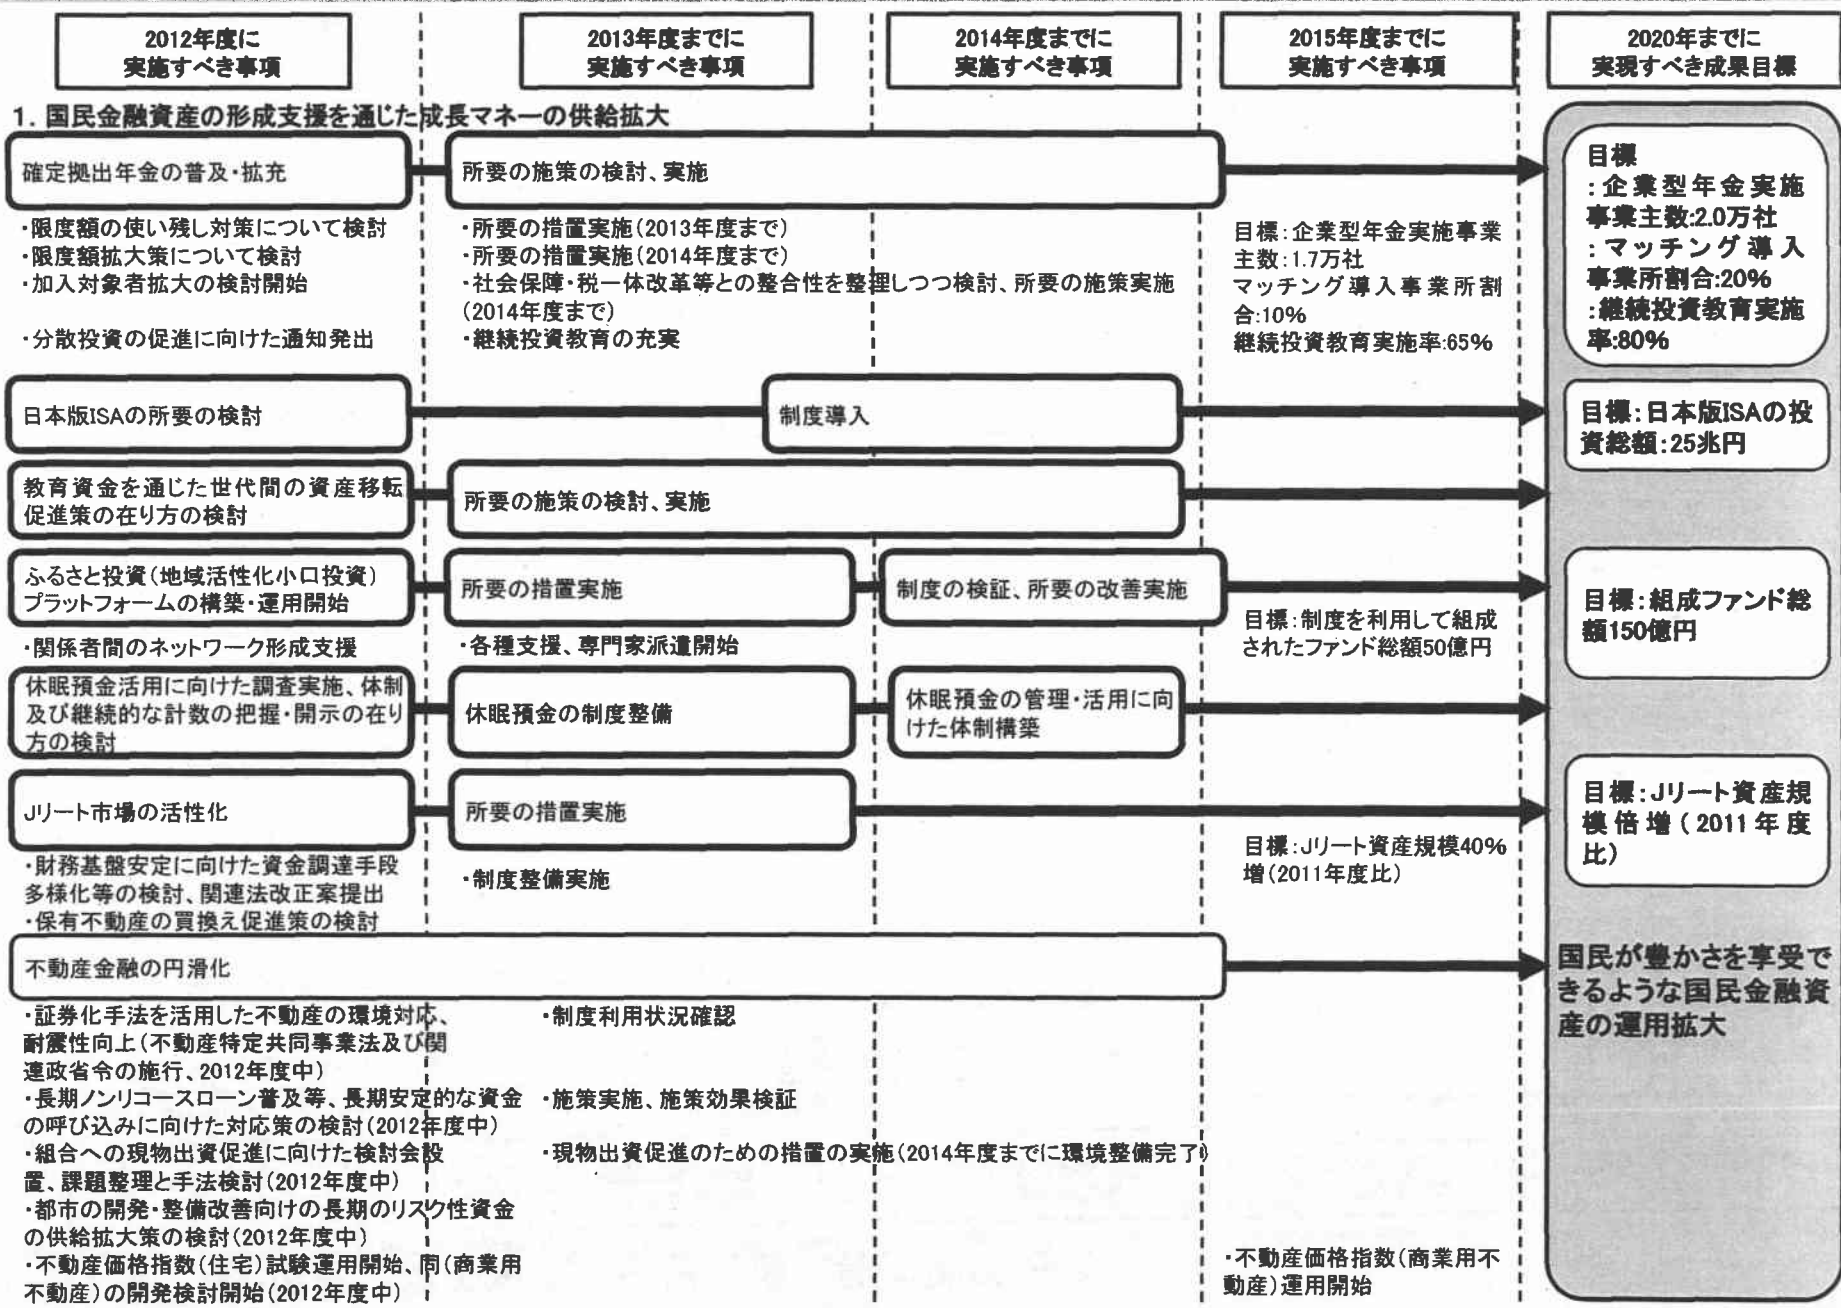 2012年度に
実施すべき事項
2013年度までに
実施すべき事項
2014年度までに
実施すべき事項
2015年度までに
実施すべき事項
2020年までに
実現すべき成果目標
1．国民金融資産の形成支援を通じた成長マネーの供給拡大
確定拠出年金の普及・拡充
所要の施策の検討、実施
・限度額の使い残し対策について検討
・限度額拡大策について検討
・加入対象者拡大の検討開始
・分散投資の促進に向けた通知発出
・所要の措置実施（2013年度まで）
・所要の措置実施（2014年度まで）
・社会保障・税一体改革等との整合性を整理しつつ検討、所要の施策実施
（2014年度まで）
・継続投資教育の充実
目標：企業型年金実施事業
主数：1.7万社
マッチング導入事業所割
合:10%
継続投資教育実施率:65%
目標
：企業型年金実施
事業主数:2.0万社
：マッチング導入
事業所割合:20%
:継続投資教育実施
率:80%
日本版ISAの所要の検討
制度導入
目標：日本版ISAの投
資総額：25兆円
教育資金を通じた世代間の資産移転
促進策の在り方の検討
所要の施策の検討、実施
ふるさと投資（地域活性化小口投資）
プラットフォームの構築・運用開始
所要の措置実施
制度の検証、所要の改善実施
・関係者間のネットワーク形成支援
・各種支援、専門家派遣開始
目標：制度を利用して組成
されたファンド総額50億円
目標：組成ファンド総
額150億円
休眠預金活用に向けた調査実施、体制
及び継続的な計数の把握・開示の在り
方の検討
休眠預金の制度整備
休眠預金の管理・活用に向
けた体制構築
Jリート市場の活性化
所要の措置実施
・財務基盤安定に向けた資金調達手段
多様化等の検討、関連法改正案提出
・保有不動産の買換え促進策の検討
・制度整備実施
目標：Jリート資産規模40%
増（2011年度比）
目標：Jリート資産規
模倍増（2011年度
比）
不動産金融の円滑化
国民が豊かさを享受で
きるような国民金融資
産の運用拡大
・証券化手法を活用した不動産の環境対応、
耐震性向上（不動産特定共同事業法及び関
連政省令の施行、2012年度中）
・制度利用状況確認
・長期ノンリコースローン普及等、長期安定的な資金
の呼び込みに向けた対応策の検討（2012年度中）
・施策実施、施策効果検証
・組合への現物出資促進に向けた検討会設
置、課題整理と手法検討（2012年度中）
・現物出資促進のための措置の実施（2014年度までに環境整備完了）
・都市の開発・整備改善向けの長期のリスク性資金
の供給拡大策の検討（2012年度中）
・不動産価格指数（住宅）試験運用開始、同（商業用
不動産）の開発検討開始（2012年度中）
・不動産価格指数（商業用不
動産）運用開始